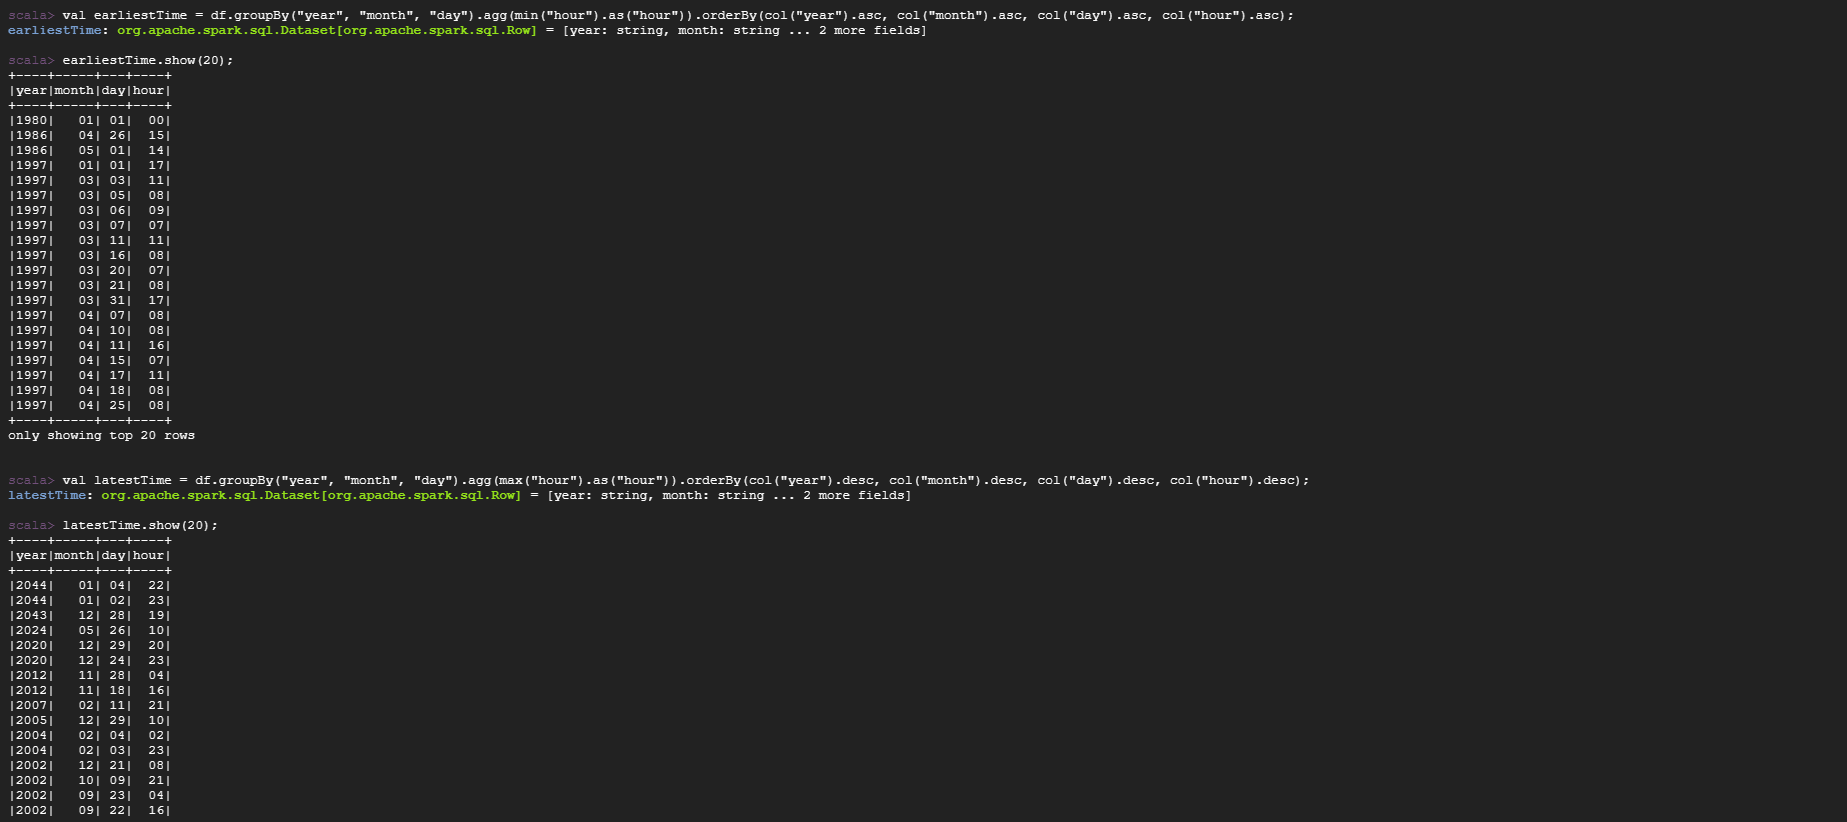 scala> val earliestTime = df.groupBy("year", "month", "day").agg(min("hour").as("hour")).orderBy(col("year").asc, col("month").asc, col("day").asc, col("hour").asc);
earliestTime: org.apache.spark.sql.Dataset[org.apache.spark.sql.Row] = [year: string, month: string ... 2 more fields]
scala> earliestTime.show(20);
+----+-----+---+----+
|year|month|day|hour|
+----+-----+---+----+
|1980|   01| 01|  00|
|1986|   04| 26|  15|
|1986|   05| 01|  14|
|1997|   01| 01|  17|
|1997|   03| 03|  11|
|1997|   03| 05|  08|
|1997|   03| 06|  09|
|1997|   03| 07|  07|
|1997|   03| 11|  11|
|1997|   03| 16|  08|
|1997|   03| 20|  07|
|1997|   03| 21|  08|
|1997|   03| 31|  17|
|1997|   04| 07|  08|
|1997|   04| 10|  08|
|1997|   04| 11|  16|
|1997|   04| 15|  07|
|1997|   04| 17|  11|
|1997|   04| 18|  08|
|1997|   04| 25|  08|
+----+-----+---+----+
only showing top 20 rows
scala> val latestTime = df.groupBy("year", "month", "day").agg(max("hour").as("hour")).orderBy(col("year").desc, col("month").desc, col("day").desc, col("hour").desc);
latestTime: org.apache.spark.sql.Dataset[org.apache.spark.sql.Row] = [year: string, month: string ... 2 more fields]
scala> latestTime.show(20);
+----+-----+---+----+
|year|month|day|hour|
+----+-----+---+----+
|2044|   01| 04|  22|
|2044|   01| 02|  23|
|2043|   12| 28|  19|
|2024|   05| 26|  10|
|2020|   12| 29|  20|
|2020|   12| 24|  23|
|2012|   11| 28|  04|
|2012|   11| 18|  16|
|2007|   02| 11|  21|
|2005|   12| 29|  10|
|2004|   02| 04|  02|
|2004|   02| 03|  23|
|2002|   12| 21|  08|
|2002|   10| 09|  21|
|2002|   09| 23|  04|
|2002|   09| 22|  16|